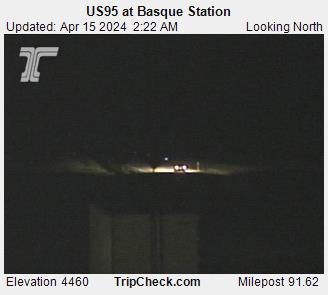 US95 at Basque Station
Updated: Apr 15 2024 2:22 AM Looking North
Elevation 4460 TripCheck.com Milepost 91.62